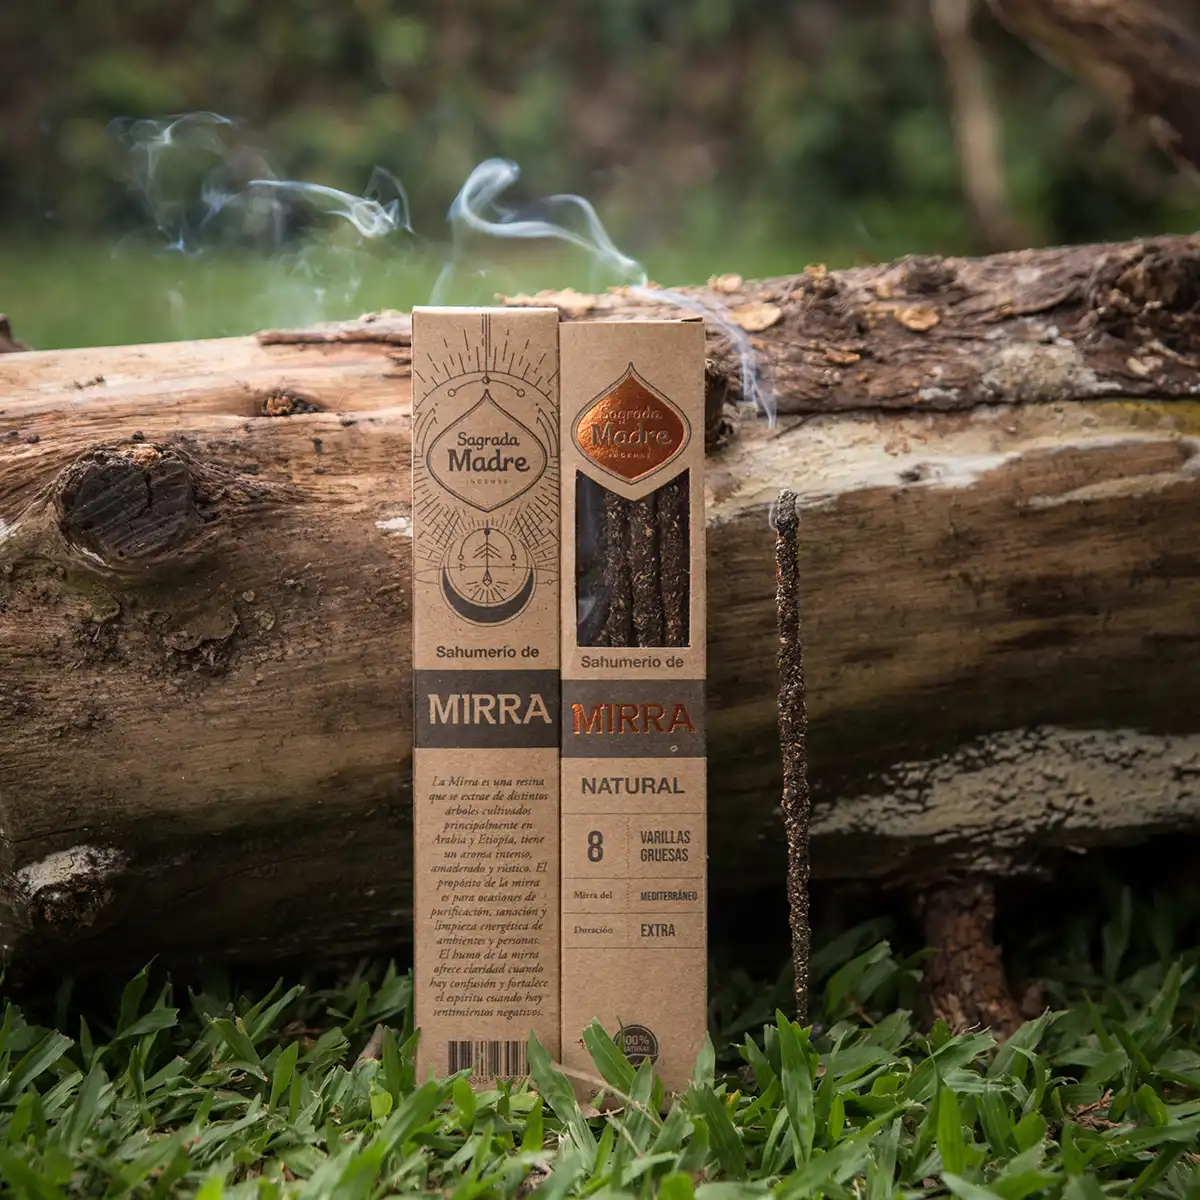 Sagrada
Madre
INCENSE
Sahumerio de
MIRRA
La Mirra es una resina
que se extrae de distintos
árboles cultivados
principalmente en
Arabia y Etiopía, tiene
un aroma intenso,
amaderado y rústico. El
propósito de la mirra
es para ocasiones de
purificación, sanación y
limpieza energética de
ambientes y personas.
El humo de la mirra
ofrece claridad cuando
hay confusión y fortalece
el espíritu cuando hay
sentimientos negativos.
Sagrada
Madre
INCENSE
Sahumerio de
MIRRA
NATURAL
8 VARILLAS
GRUESAS
Mirra del MEDITERRÁNEO
Duración EXTRA
100%
NATURAL